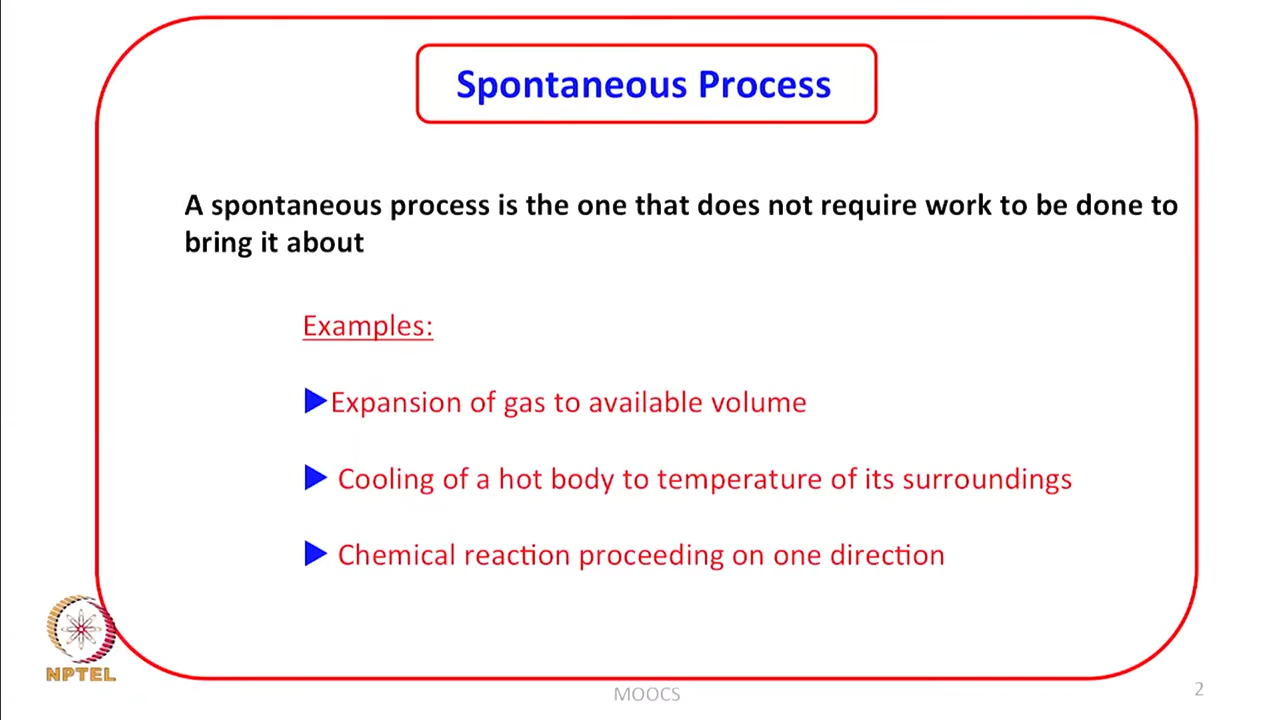 Spontaneous Process
A spontaneous process is the one that does not require work to be done to
bring it about
Examples:
Expansion of gas to available volume
Cooling of a hot body to temperature of its surroundings
Chemical reaction proceeding on one direction
NPTEL
MOOCS
2